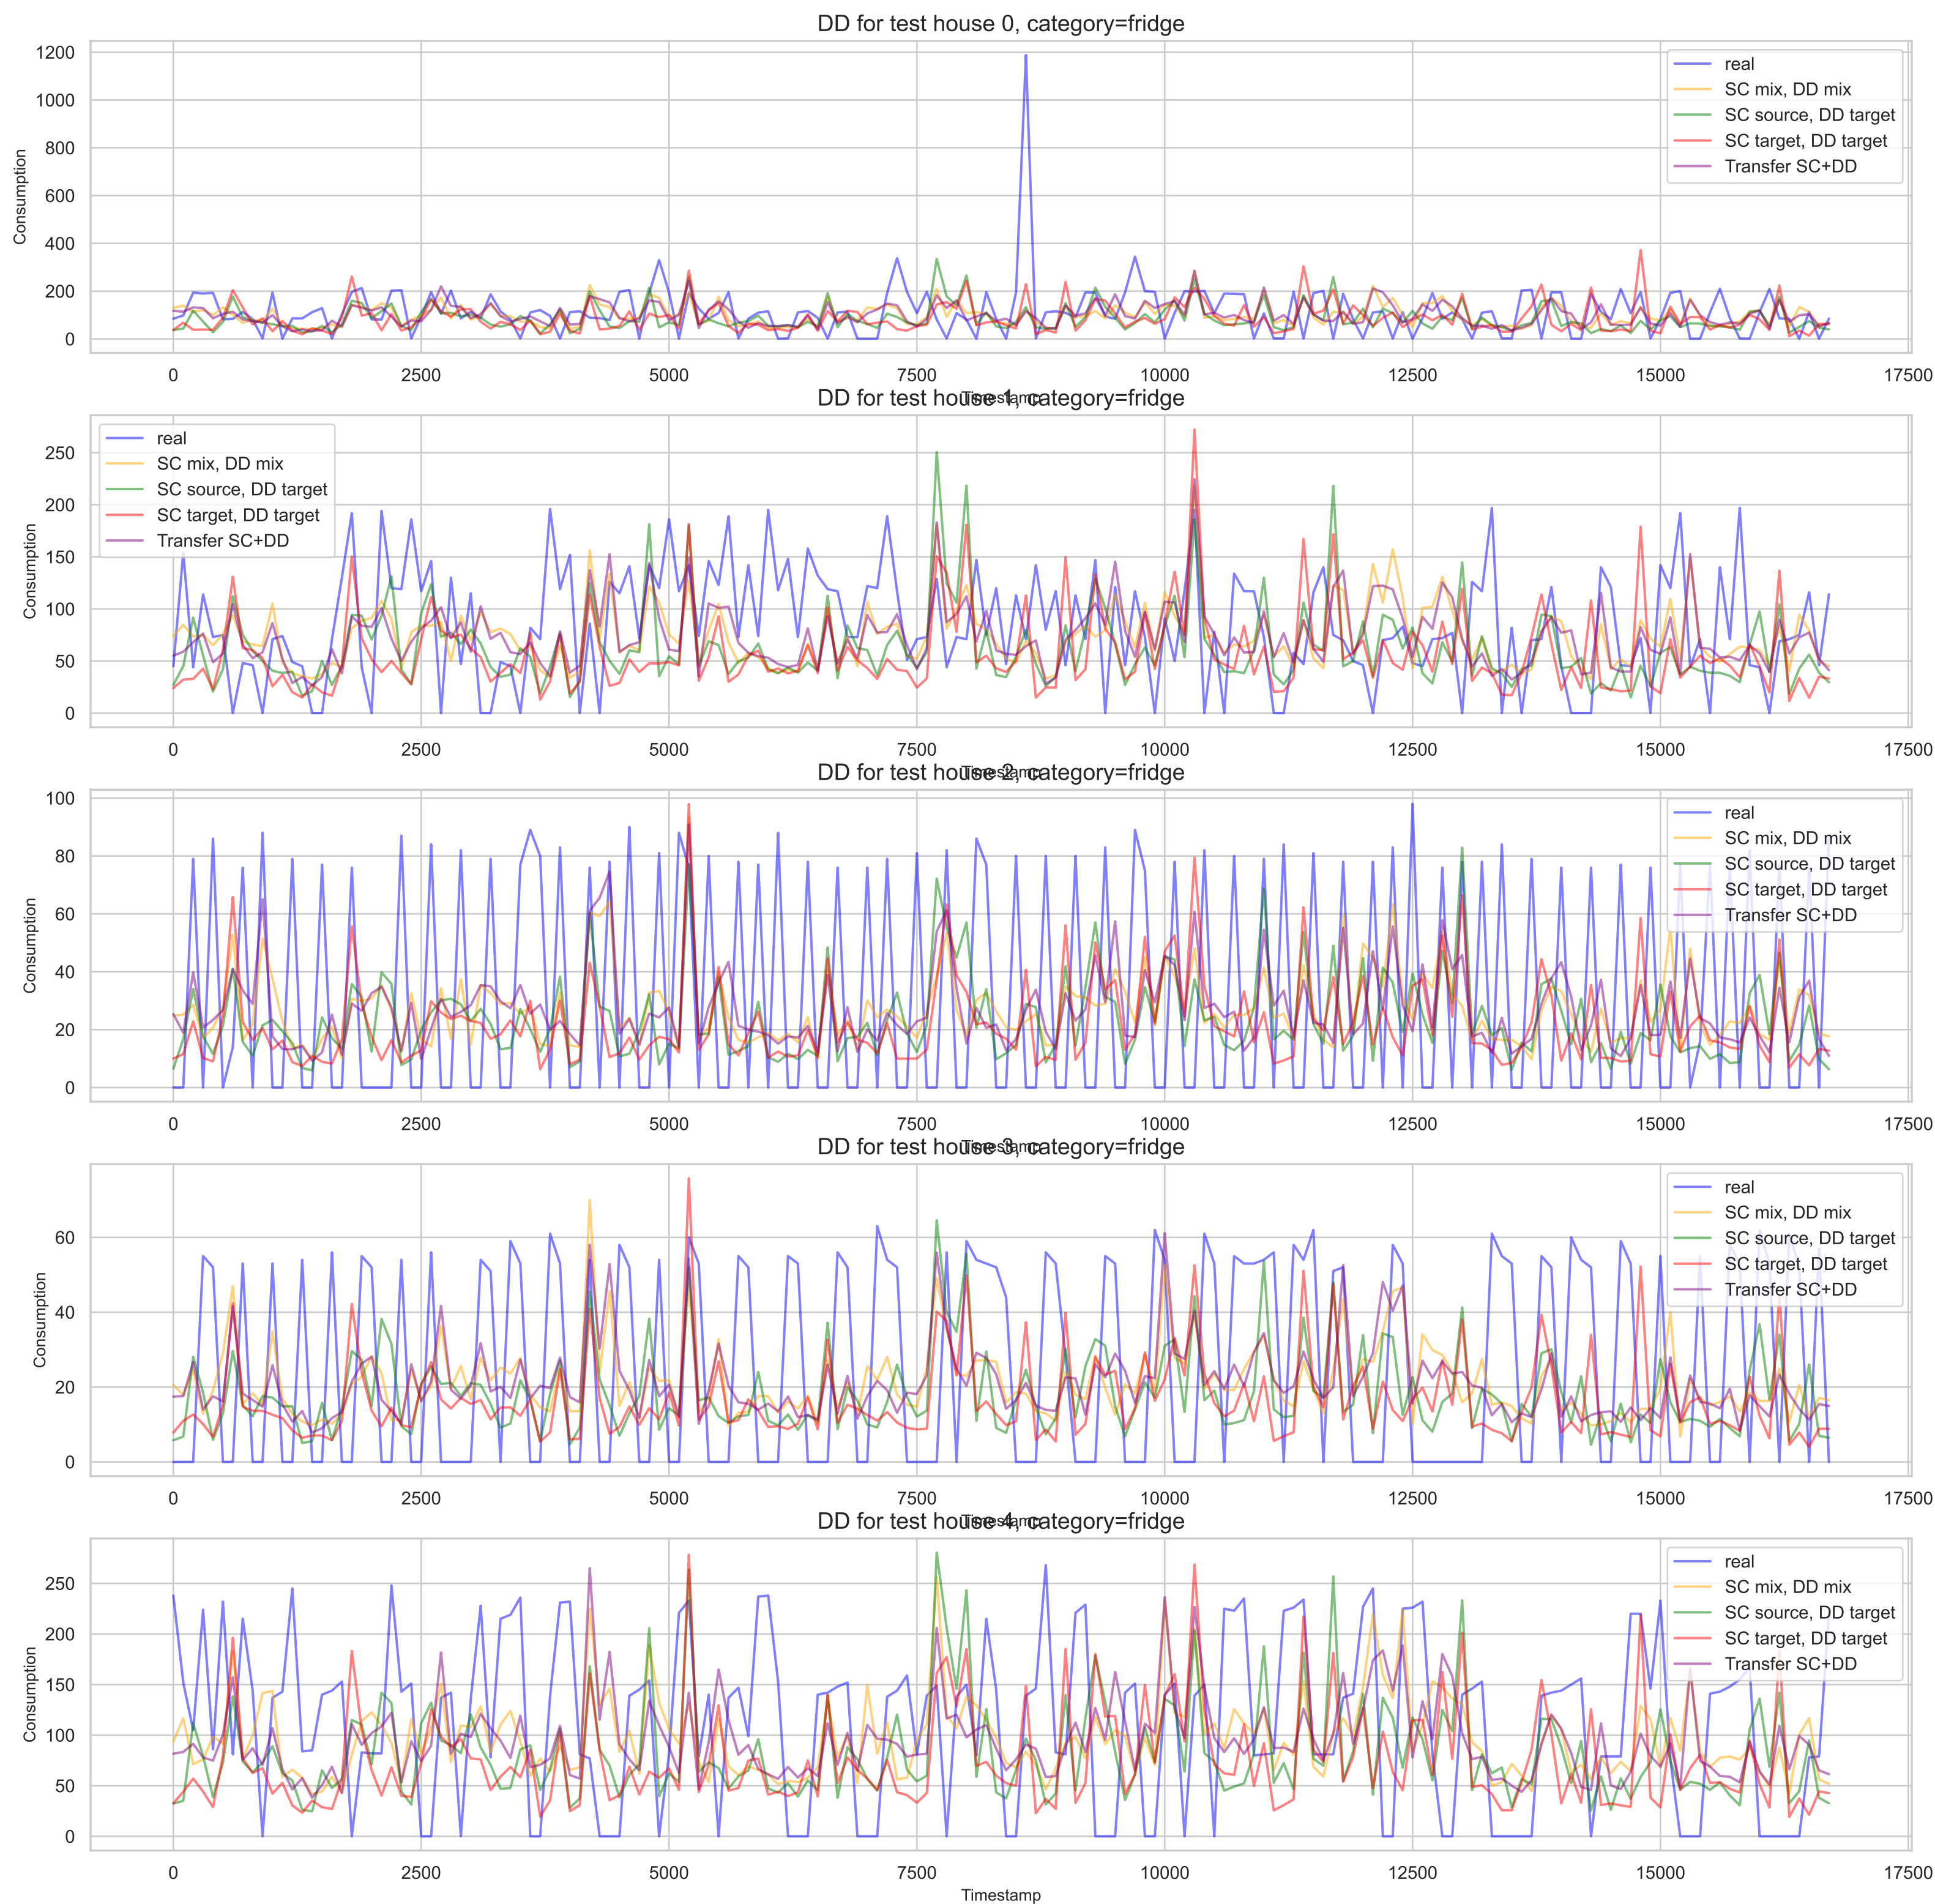 DD for test house 0, category=fridge
1200
1000
800
600
400
200
0
Consumption
real
SC mix, DD mix
SC source, DD target
SC target, DD target
Transfer SC+DD
0 2500 5000 7500 10000 12500 15000 17500
Timestamp
DD for test house 1, category=fridge
250
200
150
100
50
0
Consumption
real
SC mix, DD mix
SC source, DD target
SC target, DD target
Transfer SC+DD
0 2500 5000 7500 10000 12500 15000 17500
Timestamp
DD for test house 2, category=fridge
100
80
60
40
20
0
Consumption
real
SC mix, DD mix
SC source, DD target
SC target, DD target
Transfer SC+DD
0 2500 5000 7500 10000 12500 15000 17500
Timestamp
DD for test house 3, category=fridge
60
40
20
0
Consumption
real
SC mix, DD mix
SC source, DD target
SC target, DD target
Transfer SC+DD
0 2500 5000 7500 10000 12500 15000 17500
Timestamp
DD for test house 4, category=fridge
250
200
150
100
50
0
Consumption
real
SC mix, DD mix
SC source, DD target
SC target, DD target
Transfer SC+DD
0 2500 5000 7500 10000 12500 15000 17500
Timestamp